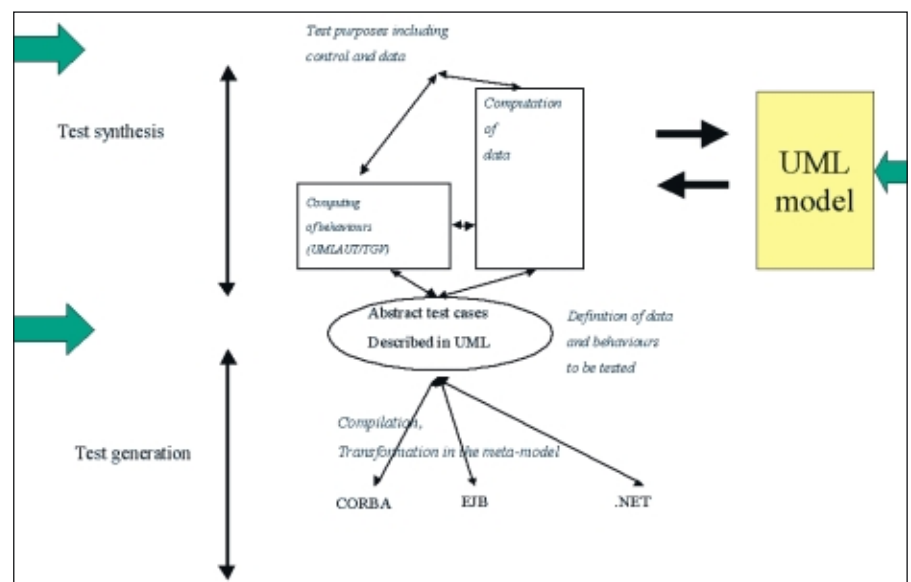 Test purposes including
control and data
Computation
of
data
Test synthesis
UML
model
Computing
of behaviours
(UMLAUT/TGV)
Abstract test cases
Described in UML
Definition of data
and behaviours
to be tested
Compilation,
Transformation in the meta-model
Test generation
CORBA
EJB
.NET